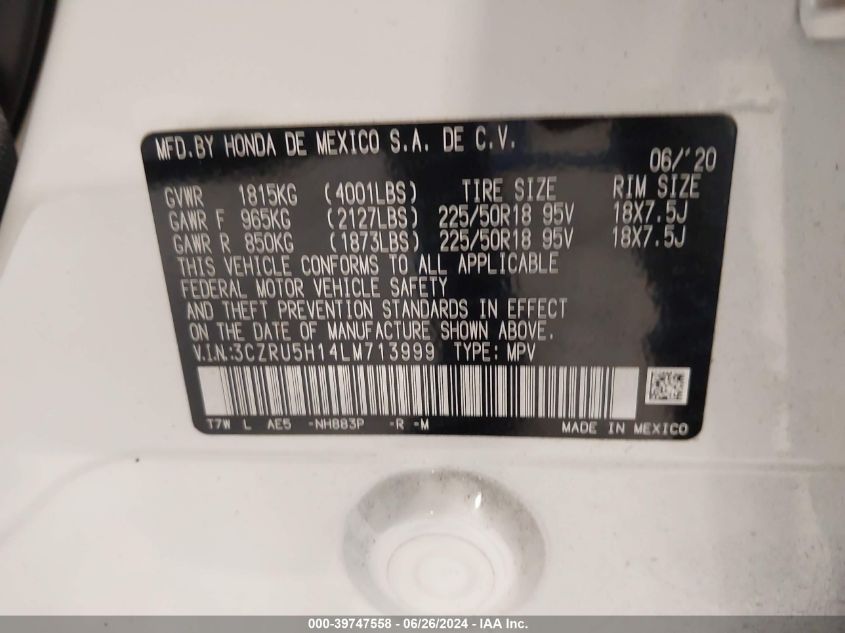 MFD.BY HONDA DE MEXICO S.A. DE C.V.
06/'20
GVWR 1815KG (4001LBS) TIRE SIZE RIM SIZE
GAWR F 965KG (2127LBS) 225/50R18 95V 18X7.5J
GAWR R 850KG (1873LBS) 225/50R18 95V 18X7.5J
THIS VEHICLE CONFORMS TO ALL APPLICABLE
FEDERAL MOTOR VEHICLE SAFETY
AND THEFT PREVENTION STANDARDS IN EFFECT
ON THE DATE OF MANUFACTURE SHOWN ABOVE.
V.I.N:3CZRU5H14LM713999 TYPE: MPV
T7W L AE5 -NH883P -R -M MADE IN MEXICO
000-39747558 - 06/26/2024 - IAA Inc.